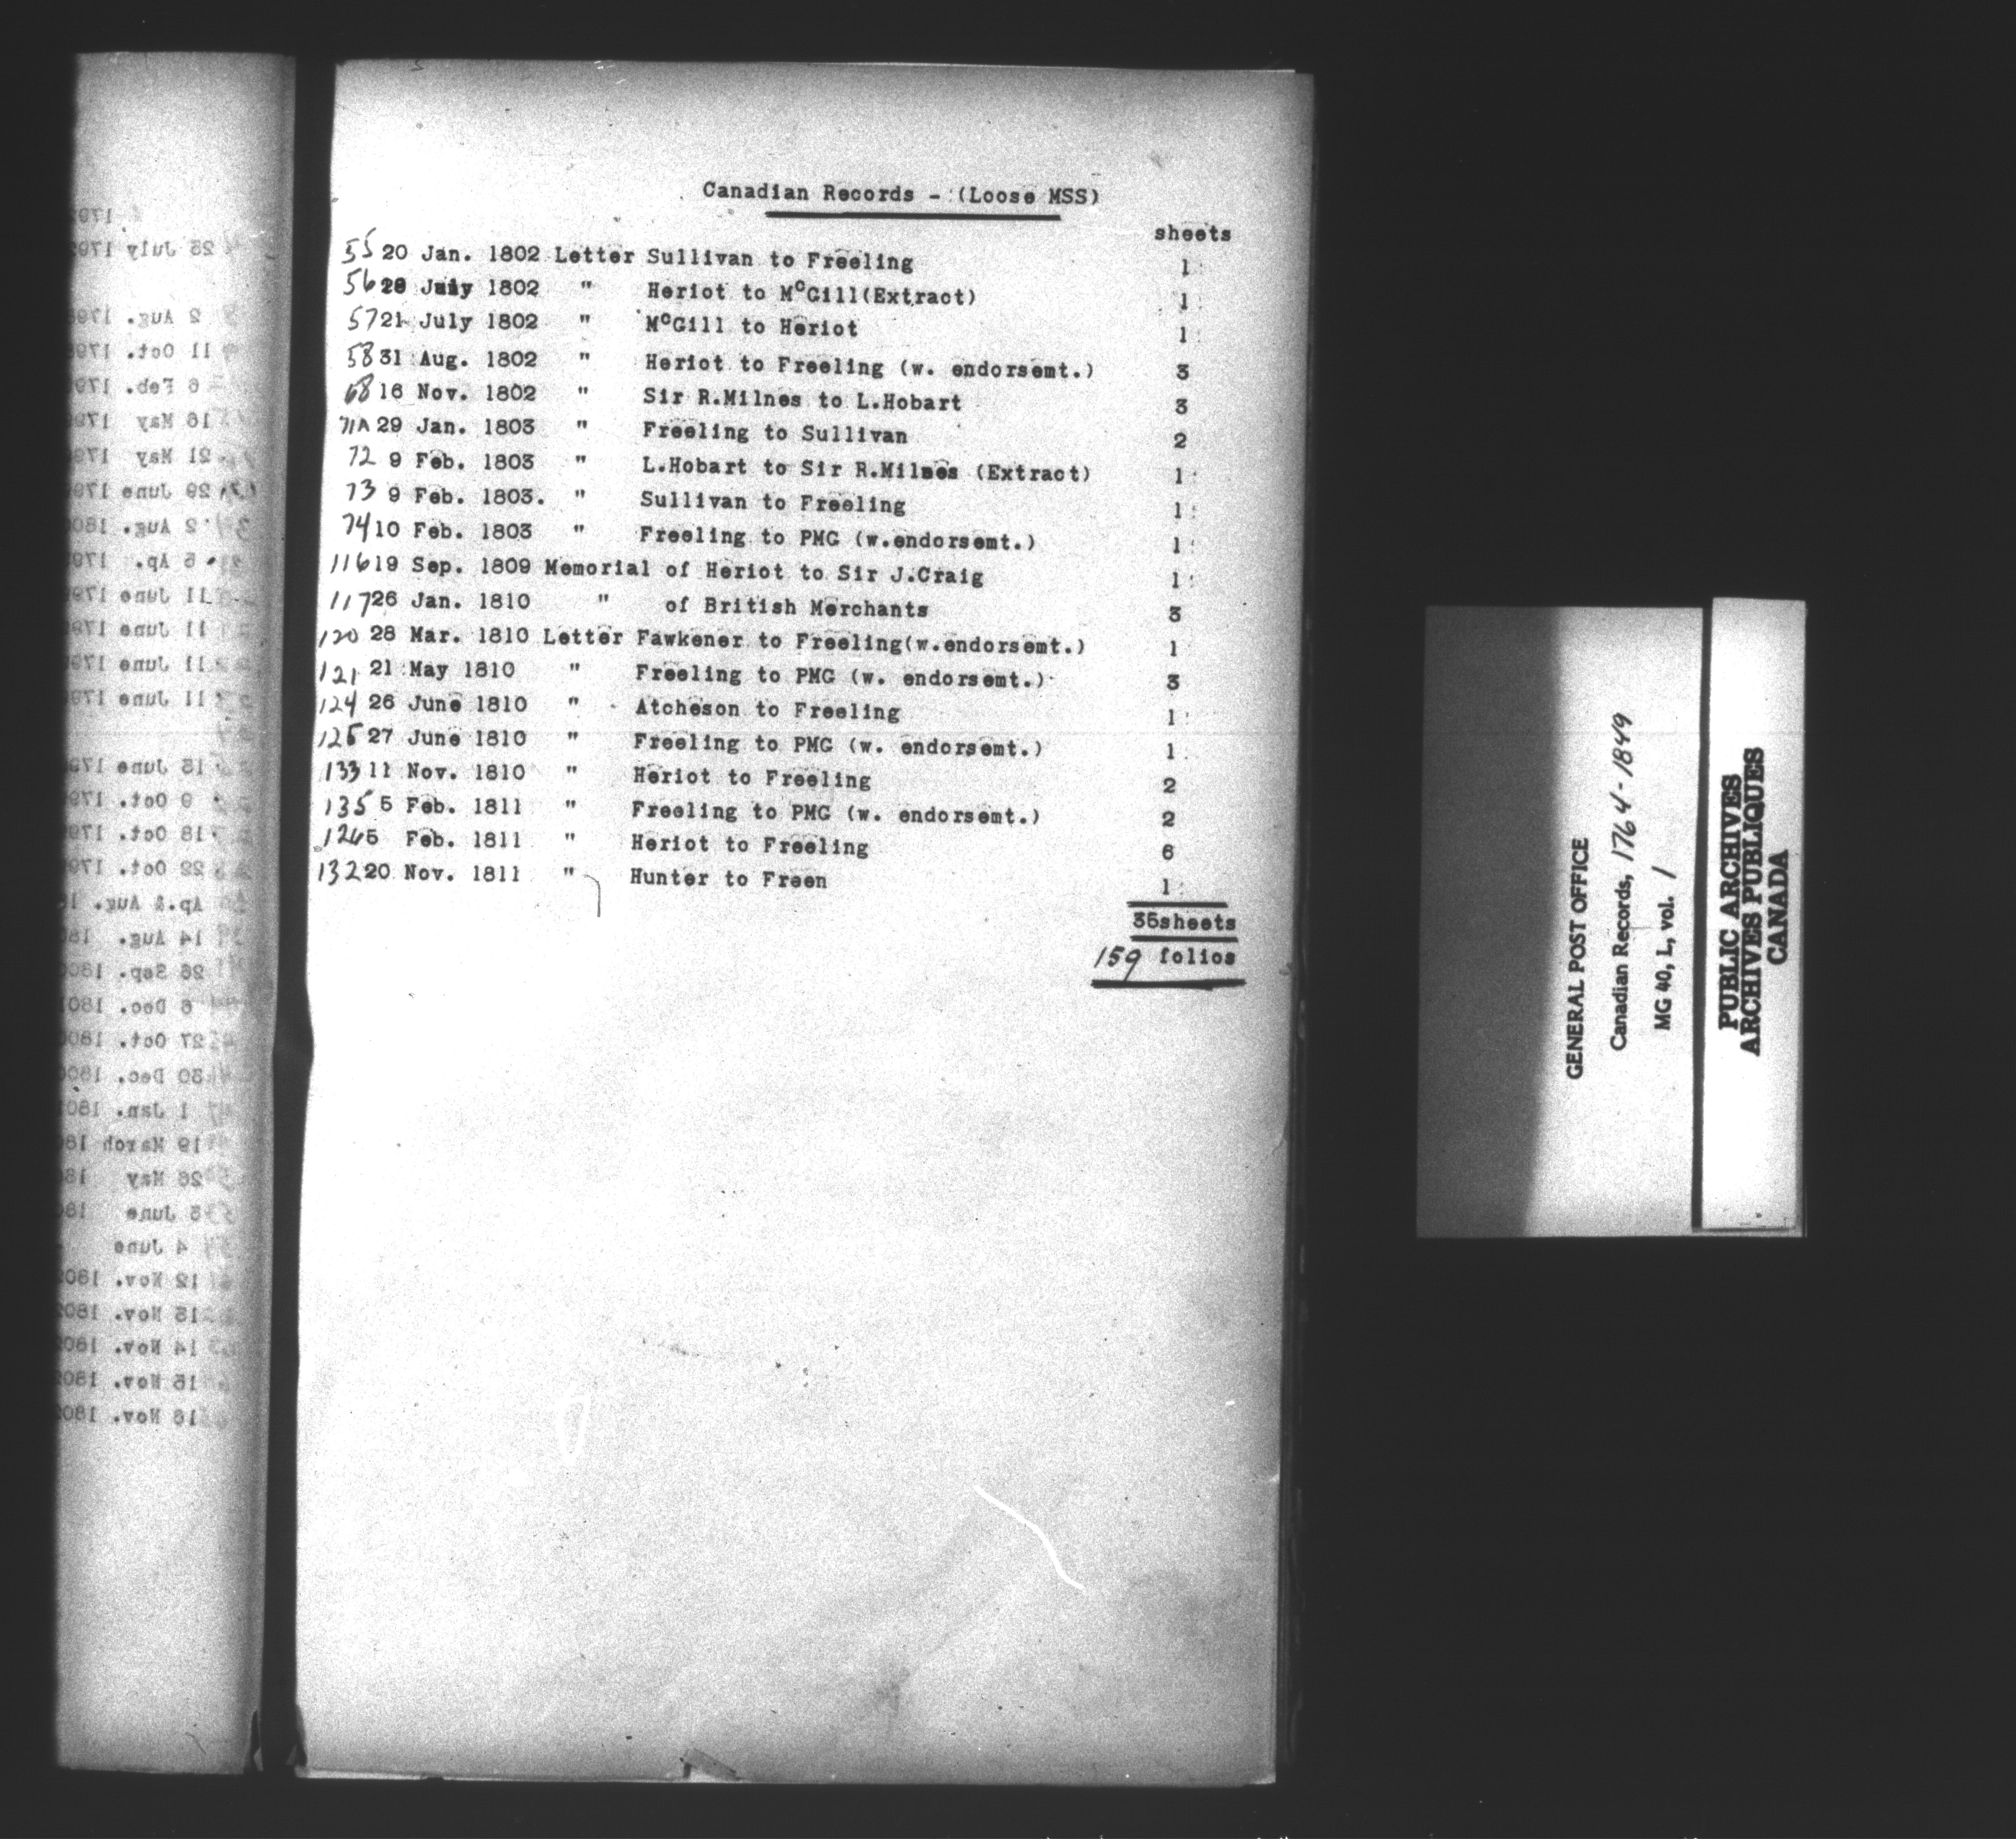 Canadian Records - (Loose MSS)
sheets
55 20 Jan. 1802 Letter Sullivan to Freeling 1
56 20 July 1802 " Heriot to McGill(Extract) 1
57 21 July 1802 " McGill to Heriot 1
58 31 Aug. 1802 " Heriot to Freeling (w. endorsemt.) 3
68 16 Nov. 1802 " Sir R.Milnes to L.Hobart 3
71A 29 Jan. 1803 " Freeling to Sullivan 2
72 9 Feb. 1803 " L.Hobart to Sir R.Milnes (Extract) 1
73 9 Feb. 1803. " Sullivan to Freeling 1
74 10 Feb. 1803 " Freeling to PMG (w.endorsemt.) 1
116 19 Sep. 1809 Memorial of Heriot to Sir J.Craig 1
117 26 Jan. 1810 " of British Merchants 3
120 28 Mar. 1810 Letter Fawkener to Freeling(w.endorsemt.) 1
121 21 May 1810 " Freeling to PMG (w. endorsemt.) 3
124 26 June 1810 " Atcheson to Freeling 1
125 27 June 1810 " Freeling to PMG (w. endorsemt.) 1
133 11 Nov. 1810 " Heriot to Freeling 2
135 5 Feb. 1811 " Freeling to PMG (w. endorsemt.) 2
126 5 Feb. 1811 " Heriot to Freeling 6
132 20 Nov. 1811 " Hunter to Freen 1
35sheets
159 folios
GENERAL POST OFFICE
Canadian Records, 1764-1849
MG 40, L, vol. 1
PUBLIC ARCHIVES
ARCHIVES PUBLIQUES
CANADA